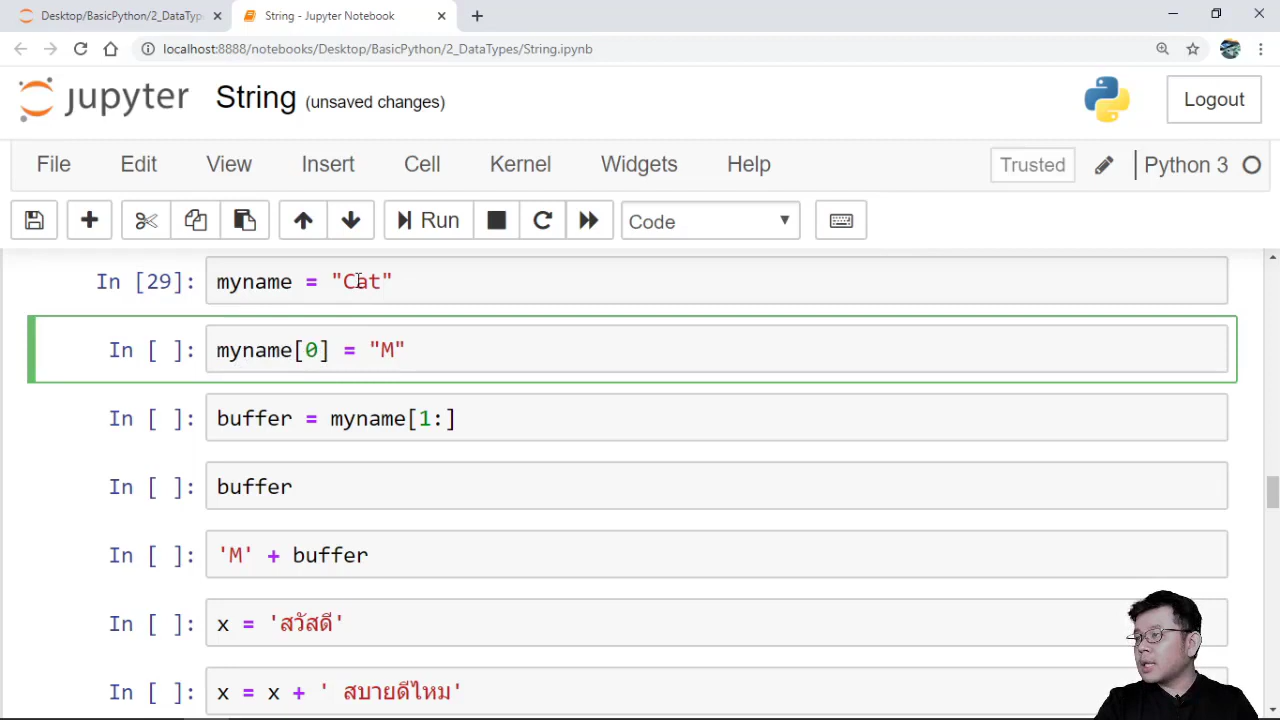 Desktop/BasicPython/2_DataTyp
String - Jupyter Notebook
localhost:8888/notebooks/Desktop/BasicPython/2_DataTypes/String.ipynb
jupyter String (unsaved changes)
Logout
File Edit View Insert Cell Kernel Widgets Help
Trusted
Python 3
Run
Code
In [29]: myname = "Cat"
In [ ]: myname[0] = "M"
In [ ]: buffer = myname[1:]
In [ ]: buffer
In [ ]: 'M' + buffer
In [ ]: x = 'สวัสดี'
In [ ]: x = x + ' สบายดีไหม'